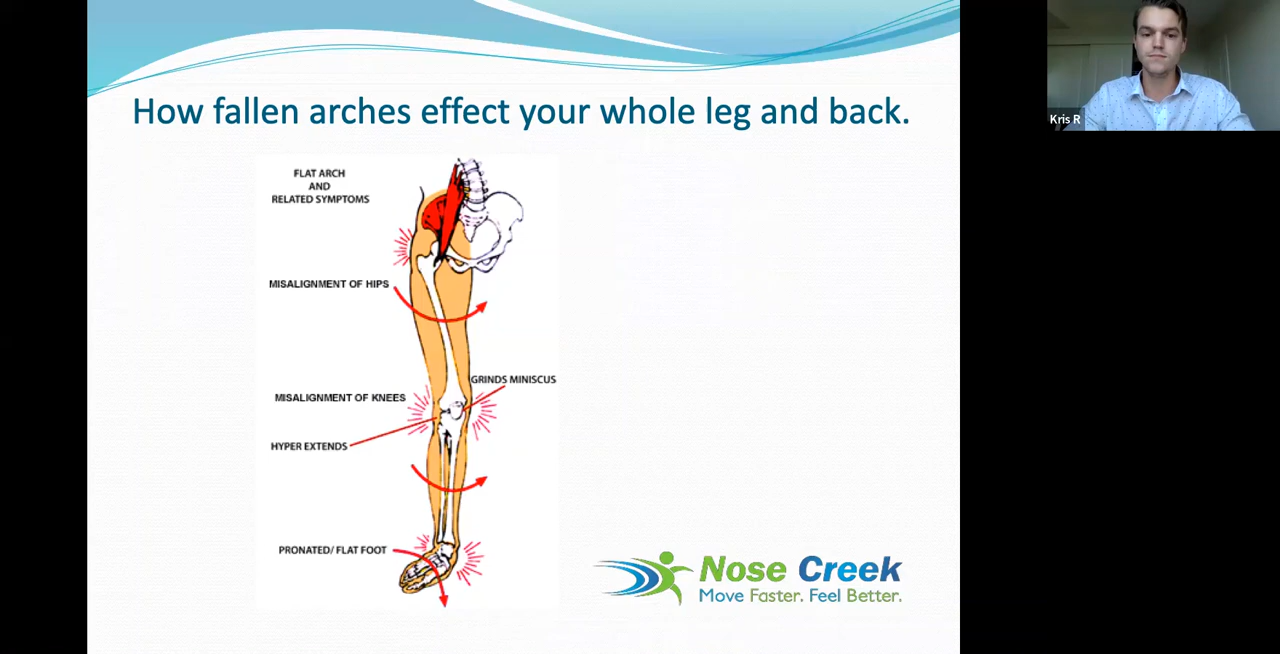 How fallen arches effect your whole leg and back.
Kris R
FLAT ARCH
AND
RELATED SYMPTOMS
MISALIGNMENT OF HIPS
GRINDS MINISCUS
MISALIGNMENT OF KNEES
HYPER EXTENDS
PRONATED/ FLAT FOOT
Nose Creek
Move Faster. Feel Better.